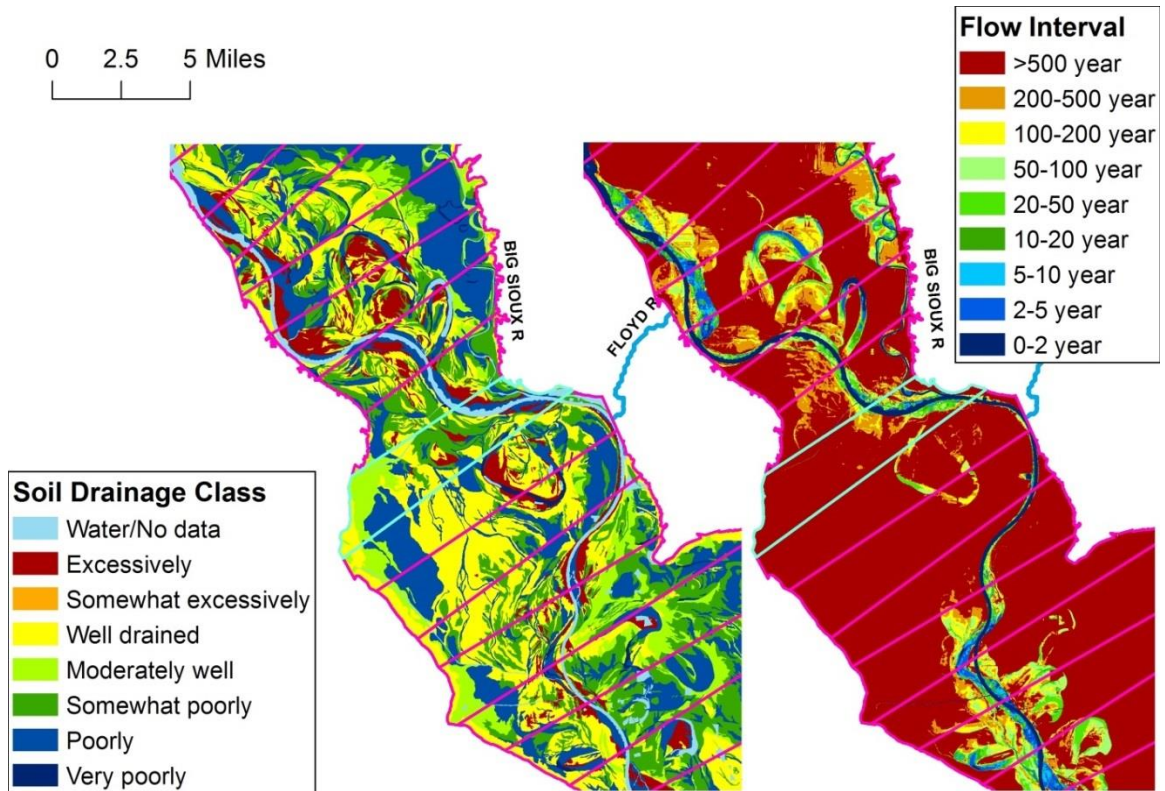 0 2.5 5 Miles
Flow Interval
>500 year
200-500 year
100-200 year
50-100 year
20-50 year
10-20 year
5-10 year
2-5 year
0-2 year
BIG SIOUX R
FLOYD R
BIG SIOUX R
Soil Drainage Class
Water/No data
Excessively
Somewhat excessively
Well drained
Moderately well
Somewhat poorly
Poorly
Very poorly